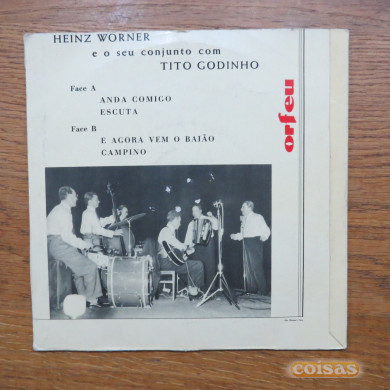 HEINZ WORNER
e o seu conjunto com
TITO GODINHO
Face A
ANDA COMIGO
ESCUTA
Face B
E AGORA VEM O BAIÃO
CAMPINO
orfeu
coisas